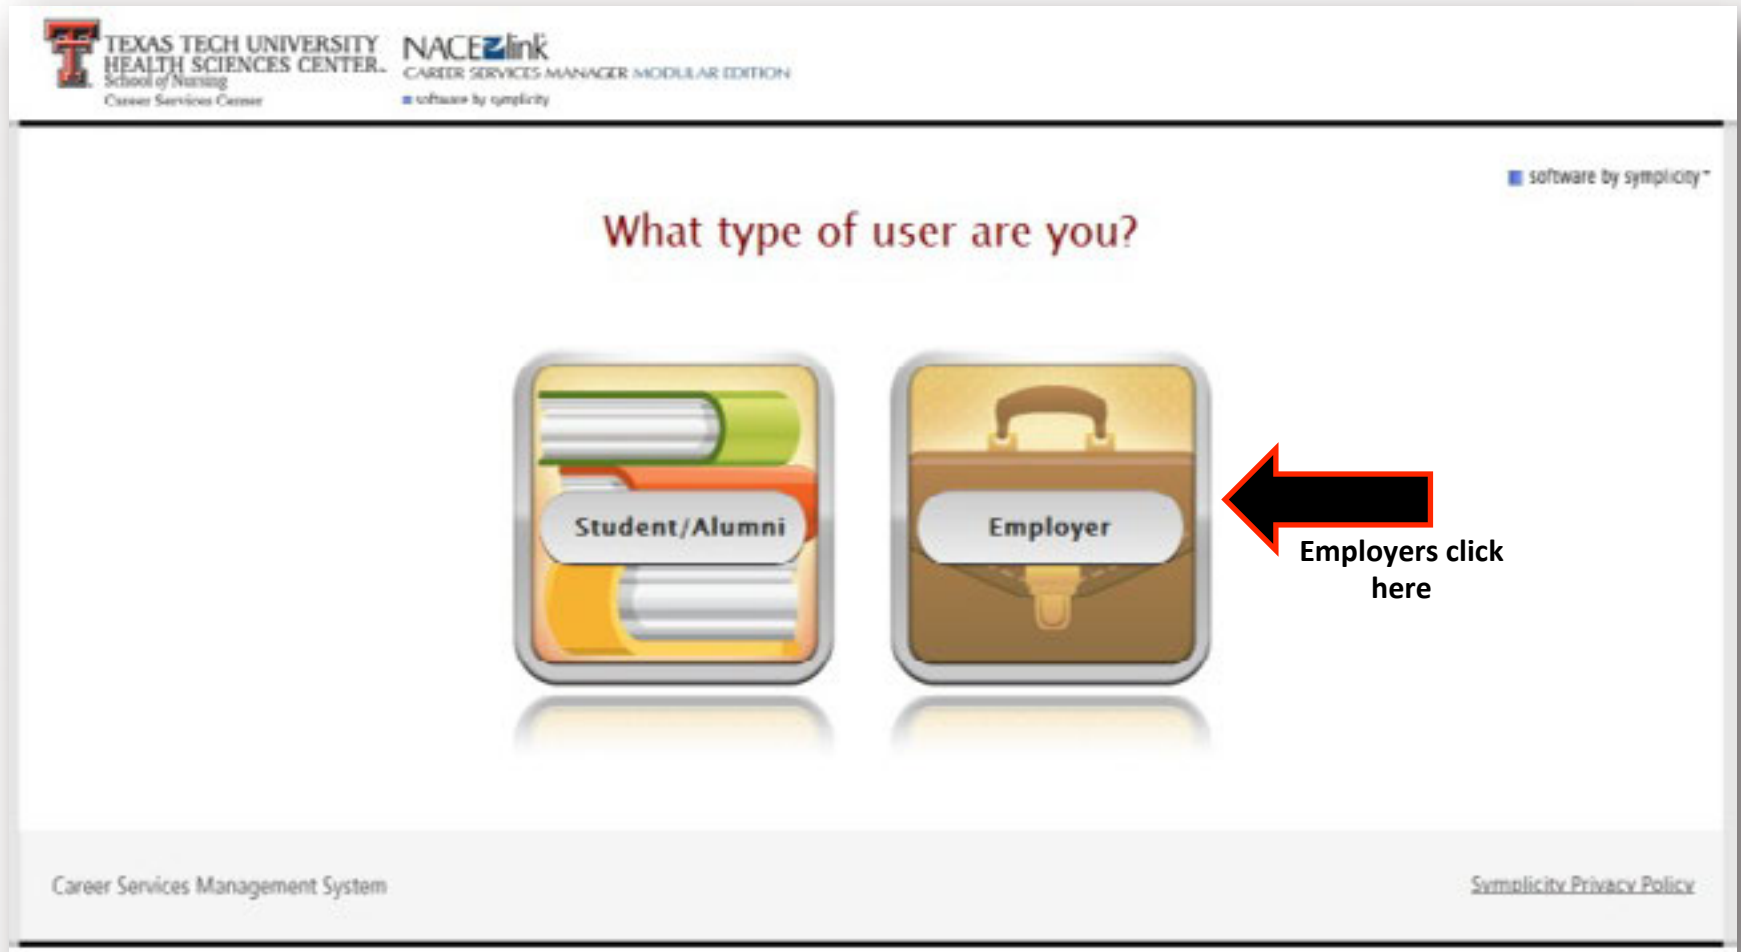 TEXAS TECH UNIVERSITY
HEALTH SCIENCES CENTER™
School of Nursing
Career Services Center
NACElink
CAREER SERVICES MANAGER MODULAR EDITION
software by symplicity
software by symplicity™
What type of user are you?
Student/Alumni
Employer
Employers click
here
Career Services Management System
Symplicity Privacy Policy